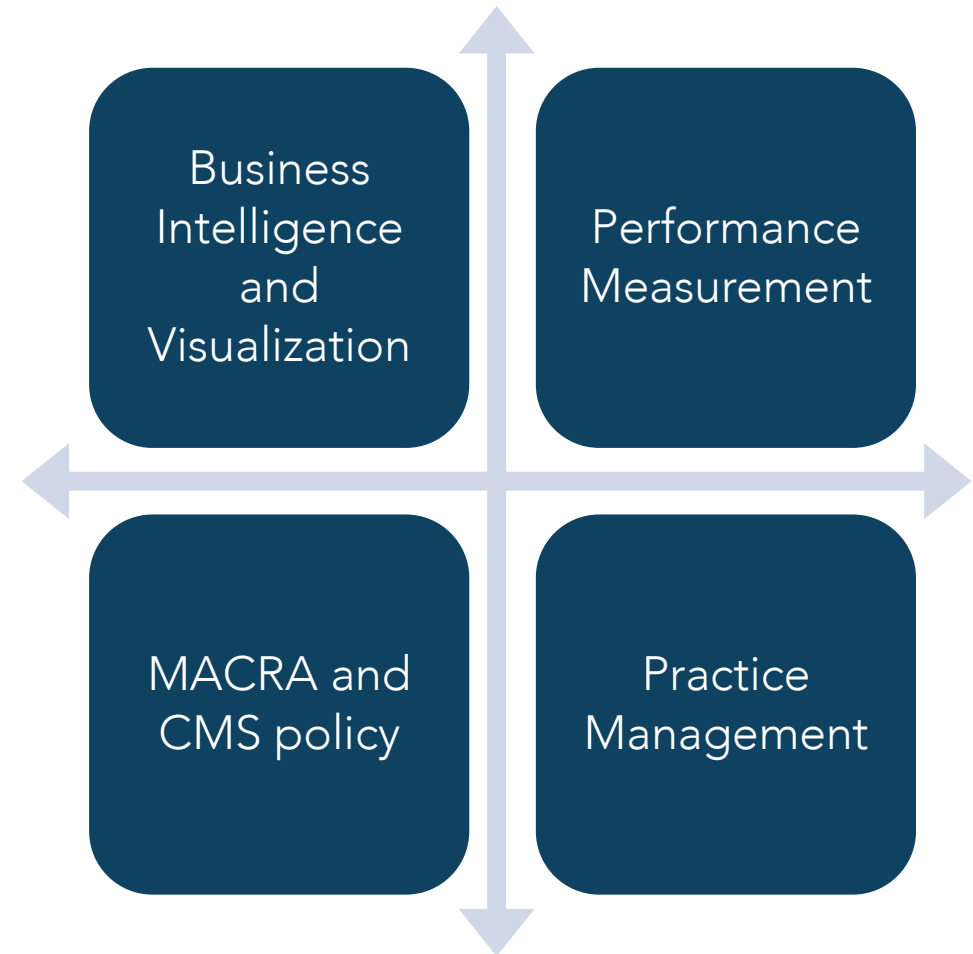 Business
Intelligence
and
Visualization
Performance
Measurement
MACRA and
CMS policy
Practice
Management